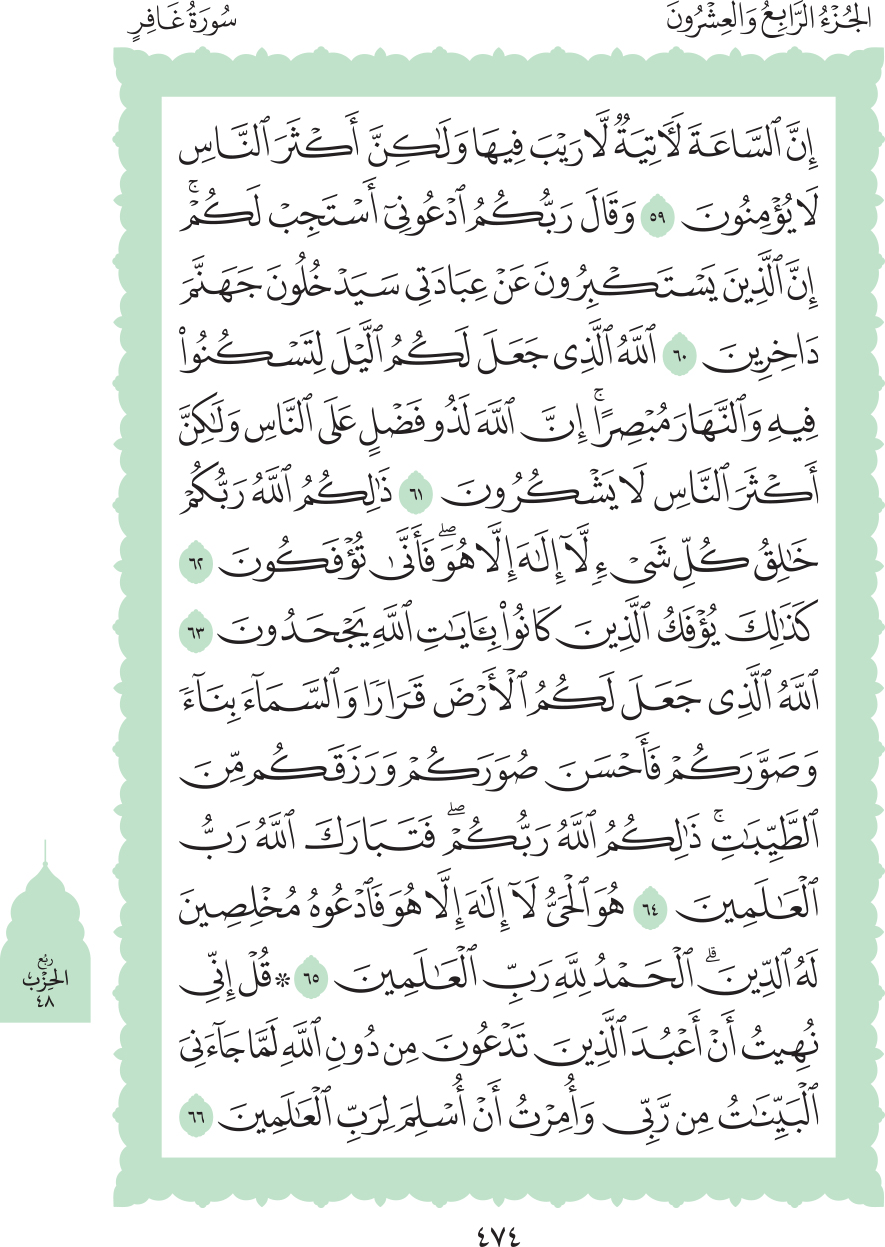 الجُزْءُ الرَّابِعُ وَالعِشْرُونَ
سُورَةُ غَافِرٍ
إِنَّ ٱلسَّاعَةَ لَأٓتِيَةٌ لَّا رَيْبَ فِيهَا وَلَٰكِنَّ أَكْثَرَ ٱلنَّاسِ
لَا يُؤْمِنُونَ ٥٩ وَقَالَ رَبُّكُمُ ٱدْعُونِىٓ أَسْتَجِبْ لَكُمْۚ
إِنَّ ٱلَّذِينَ يَسْتَكْبِرُونَ عَنْ عِبَادَتِى سَيَدْخُلُونَ جَهَنَّمَ
دَاخِرِينَ ٦٠ ٱللَّهُ ٱلَّذِى جَعَلَ لَكُمُ ٱلَّيْلَ لِتَسْكُنُوا۟
فِيهِ وَٱلنَّهَارَ مُبْصِرًاۚ إِنَّ ٱللَّهَ لَذُو فَضْلٍ عَلَى ٱلنَّاسِ وَلَٰكِنَّ
أَكْثَرَ ٱلنَّاسِ لَا يَشْكُرُونَ ٦١ ذَٰلِكُمُ ٱللَّهُ رَبُّكُمْ
خَٰلِقُ كُلِّ شَىْءٍ لَّآ إِلَٰهَ إِلَّا هُوَۖ فَأَنَّىٰ تُؤْفَكُونَ ٦٢
كَذَٰلِكَ يُؤْفَكُ ٱلَّذِينَ كَانُوا۟ بِـَٔايَٰتِ ٱللَّهِ يَجْحَدُونَ ٦٣
ٱللَّهُ ٱلَّذِى جَعَلَ لَكُمُ ٱلْأَرْضَ قَرَارًا وَٱلسَّمَآءَ بِنَآءً
وَصَوَّرَكُمْ فَأَحْسَنَ صُوَرَكُمْ وَرَزَقَكُم مِّنَ
ٱلطَّيِّبَٰتِۚ ذَٰلِكُمُ ٱللَّهُ رَبُّكُمْۖ فَتَبَارَكَ ٱللَّهُ رَبُّ
ٱلْعَٰلَمِينَ ٦٤ هُوَ ٱلْحَىُّ لَآ إِلَٰهَ إِلَّا هُوَ فَٱدْعُوهُ مُخْلِصِينَ
لَهُ ٱلدِّينَۗ ٱلْحَمْدُ لِلَّهِ رَبِّ ٱلْعَٰلَمِينَ ٦٥ * قُلْ إِنِّى
نُهِيتُ أَنْ أَعْبُدَ ٱلَّذِينَ تَدْعُونَ مِن دُونِ ٱللَّهِ لَمَّا جَآءَنِىَ
ٱلْبَيِّنَٰتُ مِن رَّبِّى وَأُمِرْتُ أَنْ أُسْلِمَ لِرَبِّ ٱلْعَٰلَمِينَ ٦٦
رُبُع
الحِزْبُ
٤٨
٤٧٤